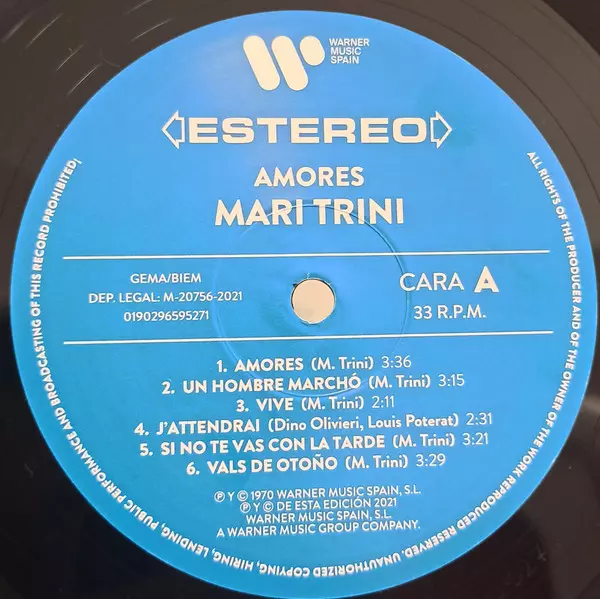 WARNER
MUSIC
SPAIN
ESTEREO
AMORES
MARI TRINI
GEMA/BIEM
DEP. LEGAL: M-20756-2021
0190296595271
CARA A
33 R.P.M.
1. AMORES (M. Trini) 3:36
2. UN HOMBRE MARCHÓ (M. Trini) 3:15
3. VIVE (M. Trini) 2:11
4. J'ATTENDRAI (Dino Olivieri, Louis Poterat) 2:31
5. SI NO TE VAS CON LA TARDE (M. Trini) 3:21
6. VALS DE OTOÑO (M. Trini) 3:29
Ⓟ Y © 1970 WARNER MUSIC SPAIN, S.L.
Ⓟ Y © DE ESTA EDICIÓN 2021
WARNER MUSIC SPAIN, S.L.
A WARNER MUSIC GROUP COMPANY.
ALL RIGHTS OF THE PRODUCER AND OF THE OWNER OF THE WORK REPRODUCED RESERVED. UNAUTHORIZED COPYING, HIRING, LENDING, PUBLIC PERFORMANCE AND BROADCASTING OF THIS RECORD PROHIBITED;